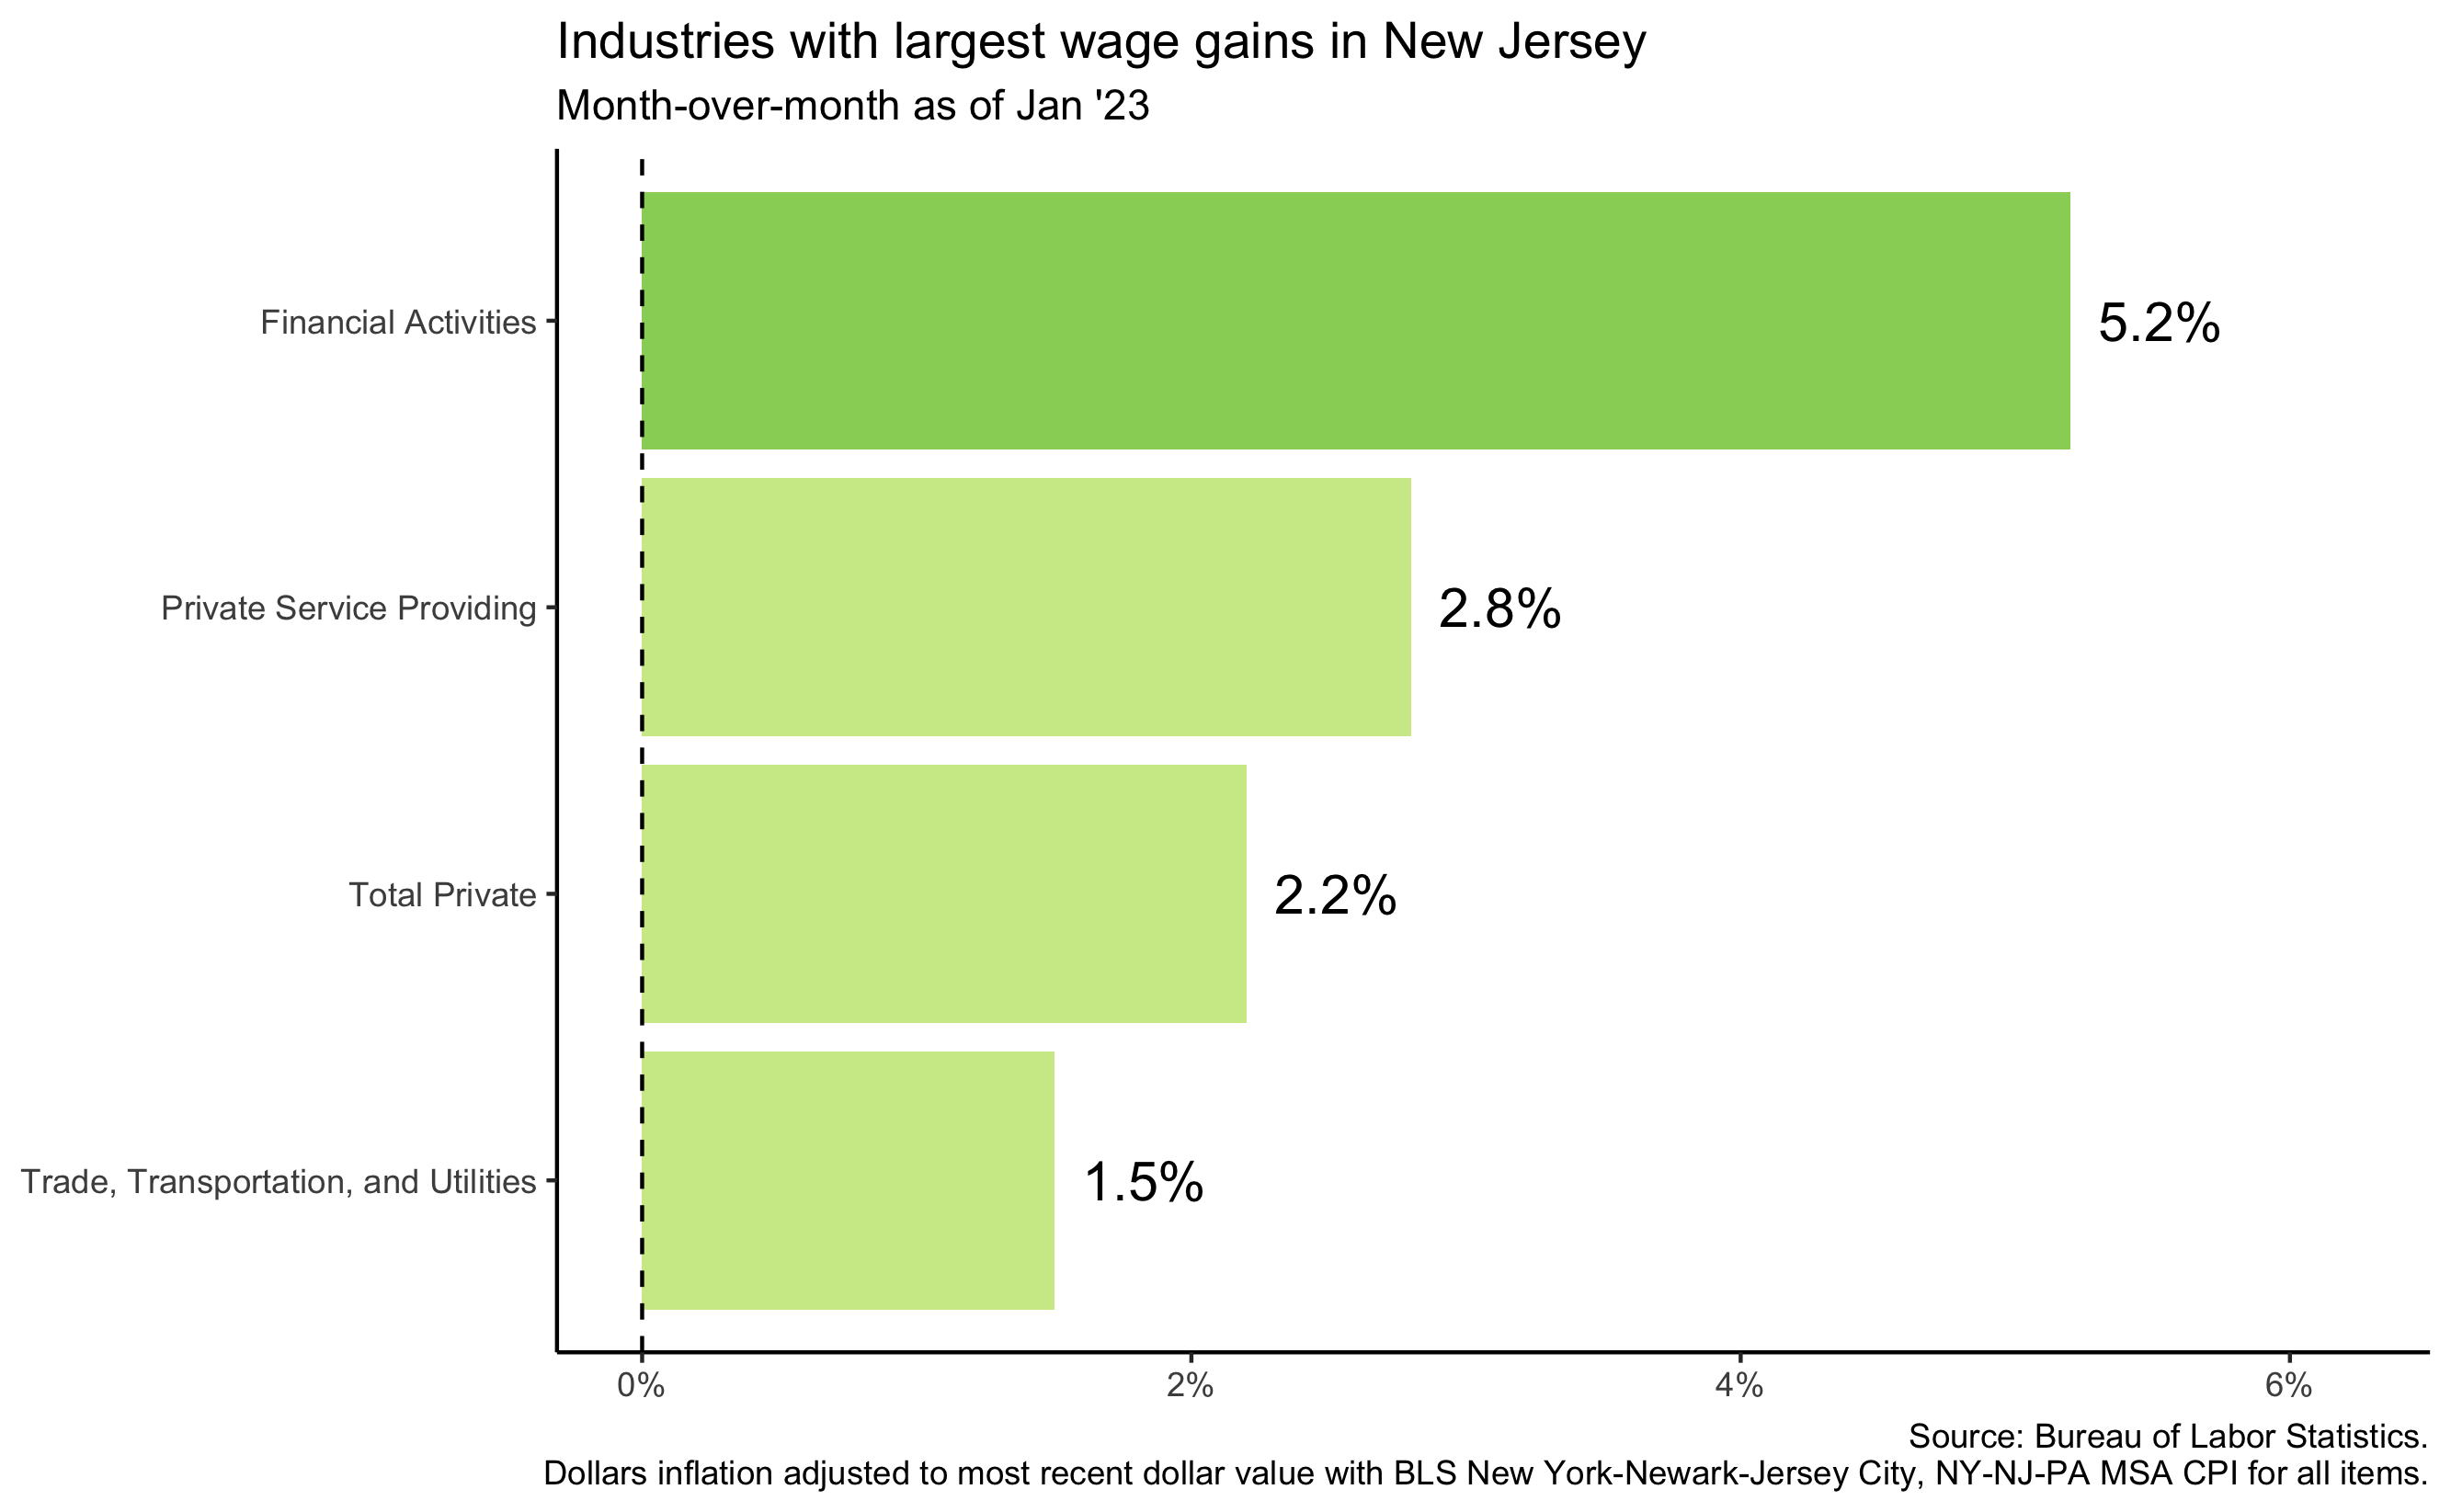 Industries with largest wage gains in New Jersey
Month-over-month as of Jan '23
Financial Activities
5.2%
Private Service Providing
2.8%
Total Private
2.2%
Trade, Transportation, and Utilities
1.5%
0%
2%
4%
6%
Source: Bureau of Labor Statistics.
Dollars inflation adjusted to most recent dollar value with BLS New York-Newark-Jersey City, NY-NJ-PA MSA CPI for all items.